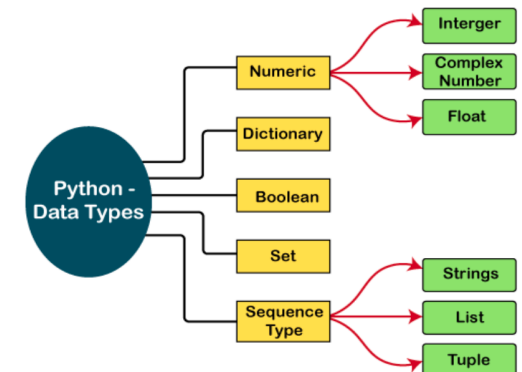 Python -
Data Types
Numeric
Dictionary
Boolean
Set
Sequence
Type
Interger
Complex
Number
Float
Strings
List
Tuple